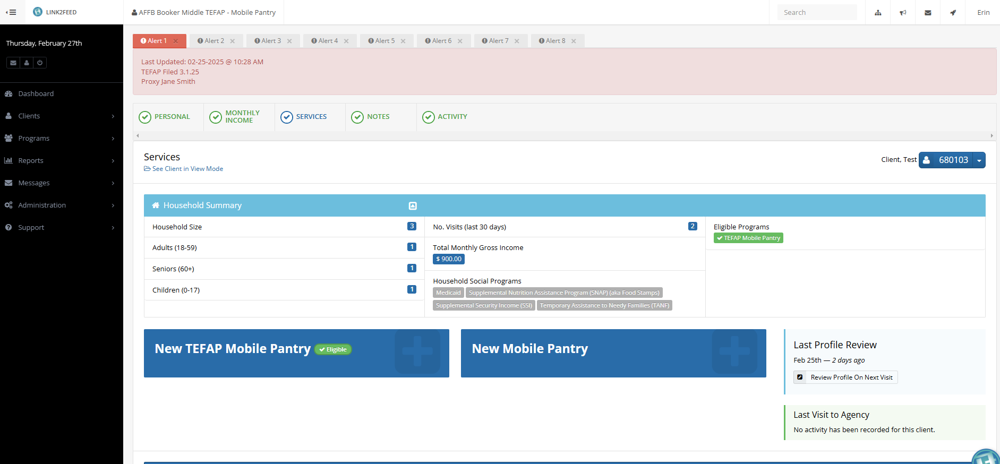 LINK2FEED
AFFB Booker Middle TEFAP - Mobile Pantry
Search
Erin
Thursday, February 27th
Dashboard
Clients
Programs
Reports
Messages
Administration
Support
Alert 1
Alert 2
Alert 3
Alert 4
Alert 5
Alert 6
Alert 7
Alert 8
Last Updated: 02-25-2025 @ 10:28 AM
TEFAP Filed 3.1.25
Proxy Jane Smith
PERSONAL
MONTHLY
INCOME
SERVICES
NOTES
ACTIVITY
Services
See Client in View Mode
Client, Test 680103
Household Summary
Household Size 3
Adults (18-59) 1
Seniors (60+) 1
Children (0-17) 1
No. Visits (last 30 days) 2
Total Monthly Gross Income
$ 900.00
Household Social Programs
Medicaid Supplemental Nutrition Assistance Program (SNAP) (aka Food Stamps)
Supplemental Security Income (SSI) Temporary Assistance to Needy Families (TANF)
Eligible Programs
TEFAP Mobile Pantry
New TEFAP Mobile Pantry Eligible
New Mobile Pantry
Last Profile Review
Feb 25th — 2 days ago
Review Profile On Next Visit
Last Visit to Agency
No activity has been recorded for this client.